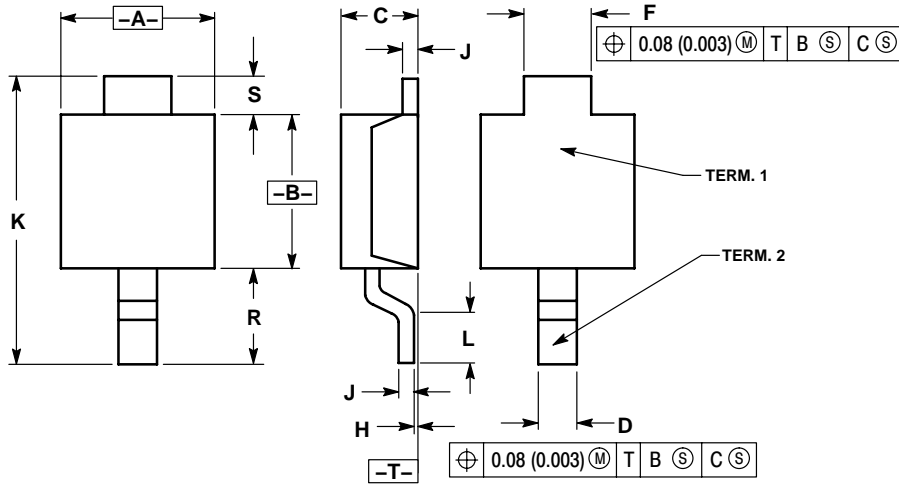 –A–
C
F
⌖ 0.08 (0.003) Ⓜ T B Ⓢ C Ⓢ
J
S
–B–
K
TERM. 1
TERM. 2
R
L
J
H
D
⌖ 0.08 (0.003) Ⓜ T B Ⓢ C Ⓢ
–T–